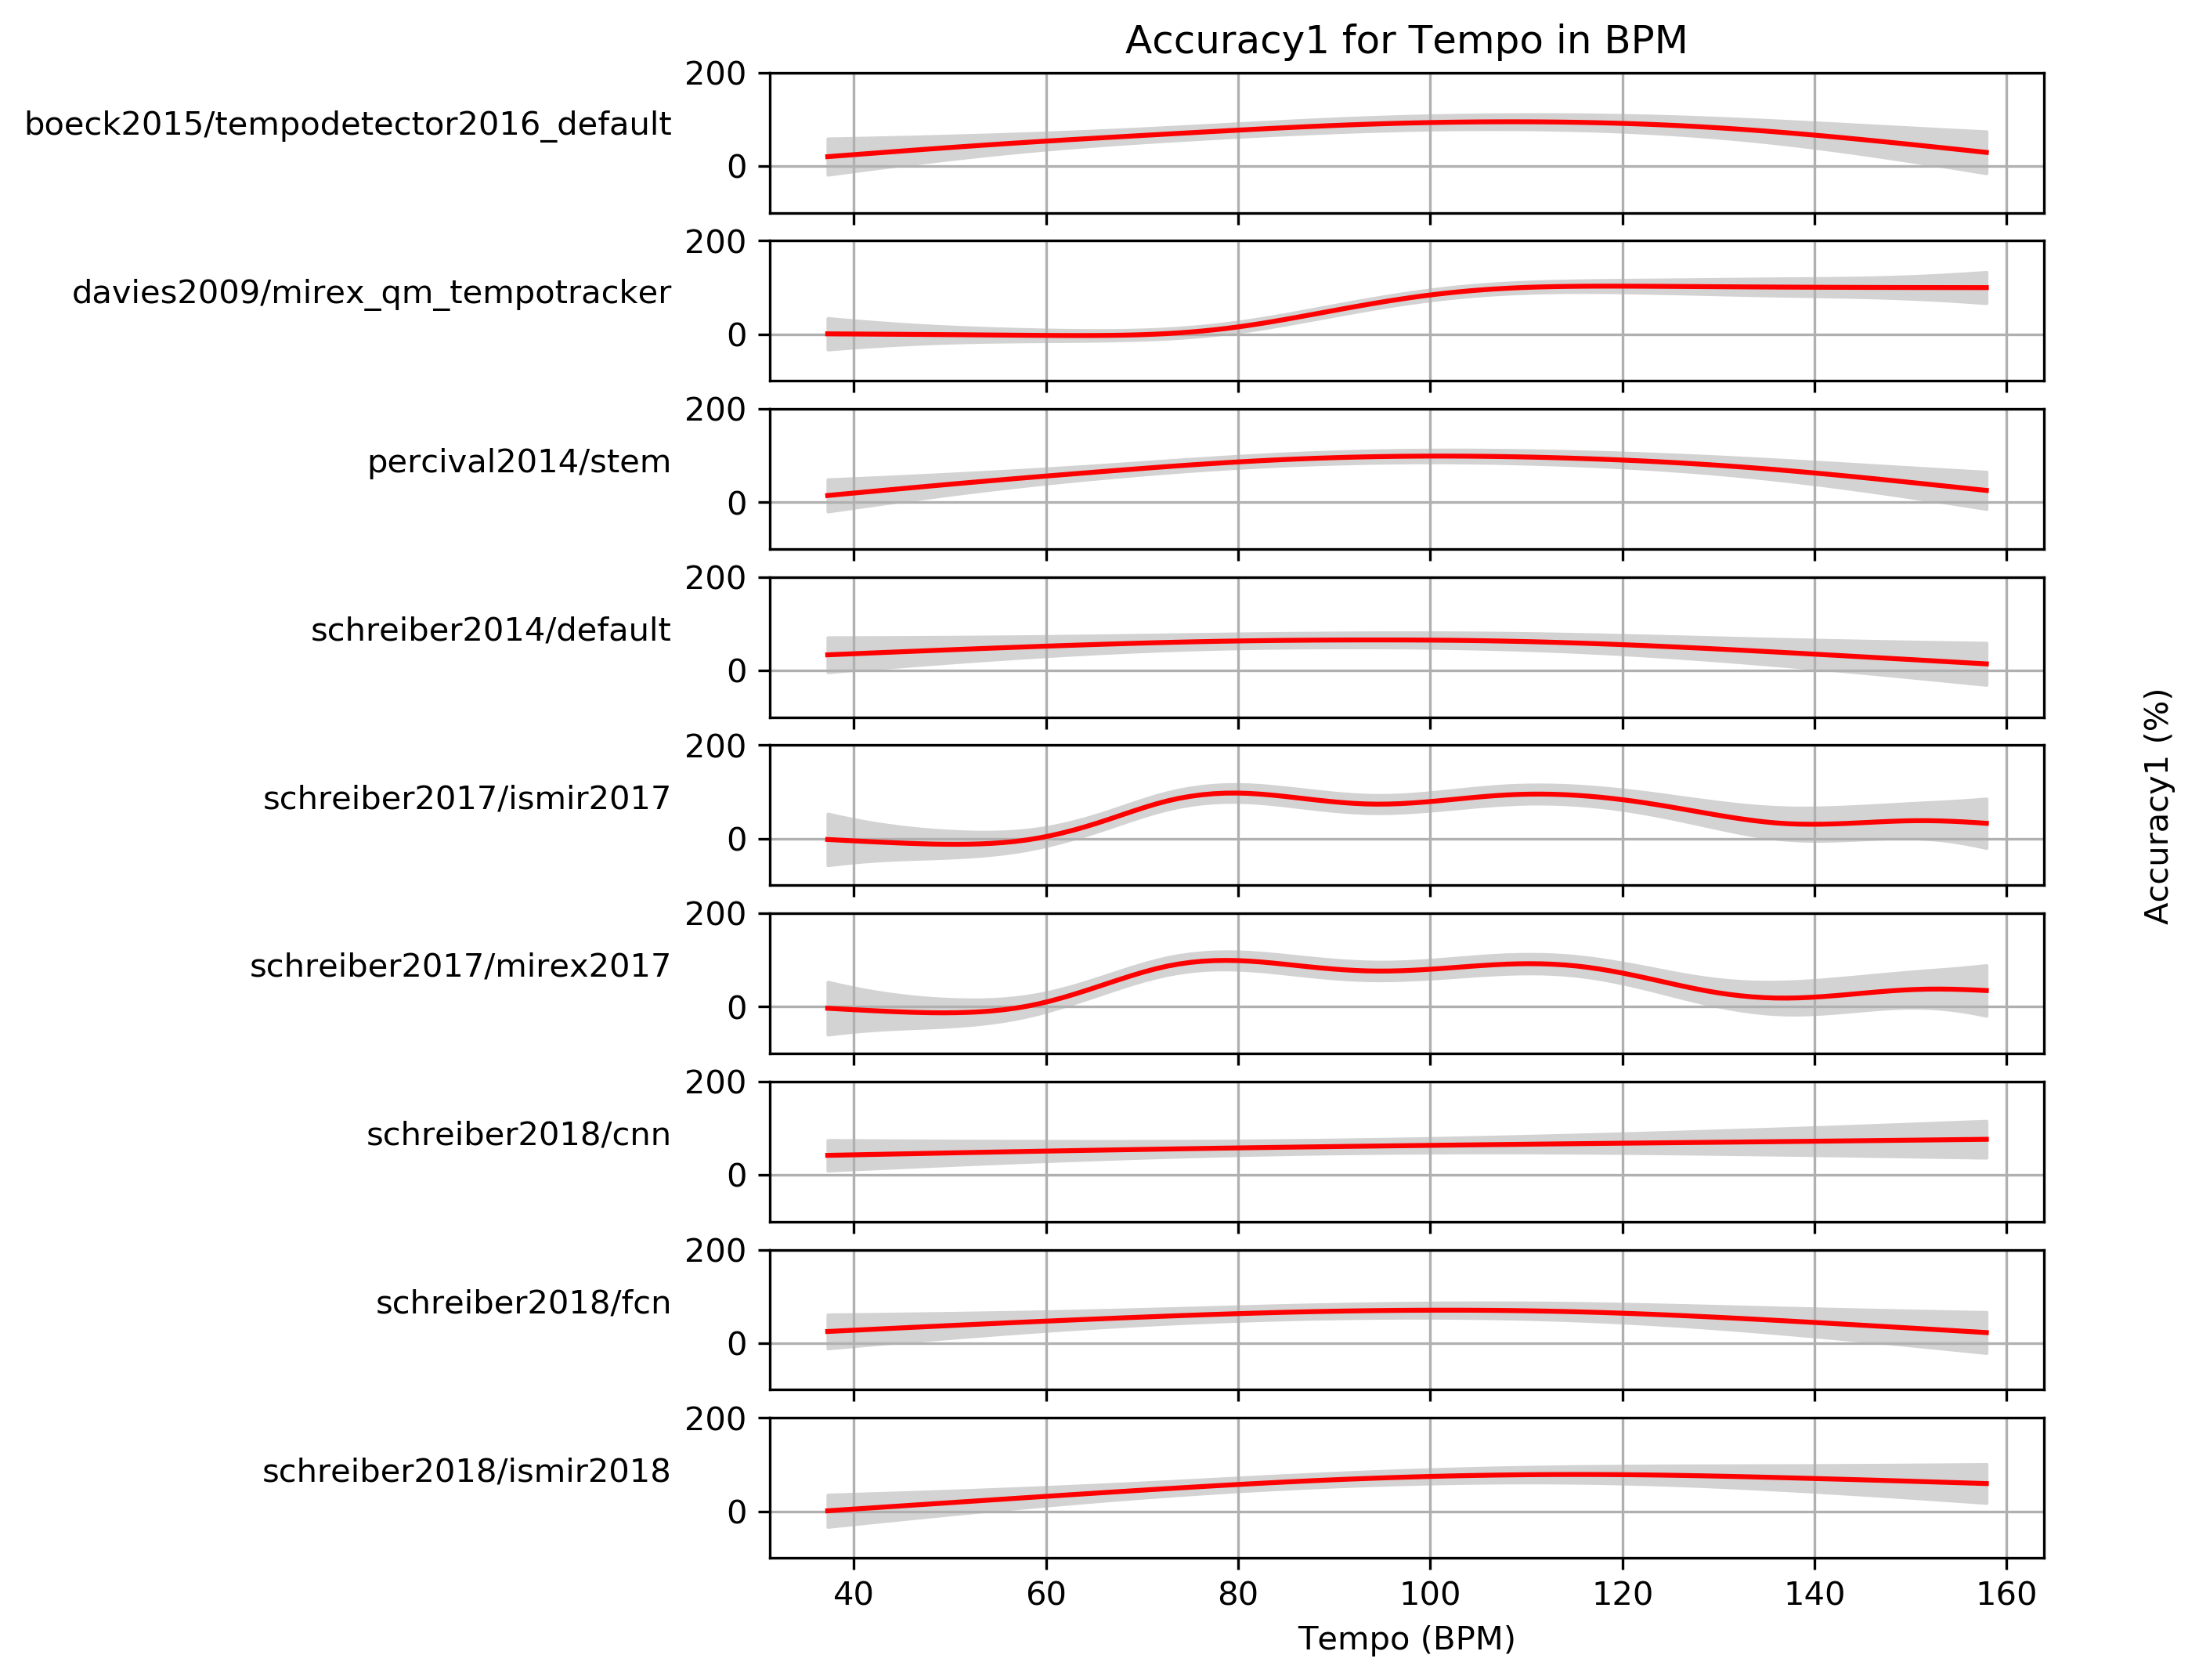 Accuracy1 for Tempo in BPM
boeck2015/tempodetector2016_default
200
0
davies2009/mirex_qm_tempotracker
200
0
percival2014/stem
200
0
schreiber2014/default
200
0
schreiber2017/ismir2017
200
0
schreiber2017/mirex2017
200
0
schreiber2018/cnn
200
0
schreiber2018/fcn
200
0
schreiber2018/ismir2018
200
0
40 60 80 100 120 140 160
Tempo (BPM)
Accuracy1 (%)